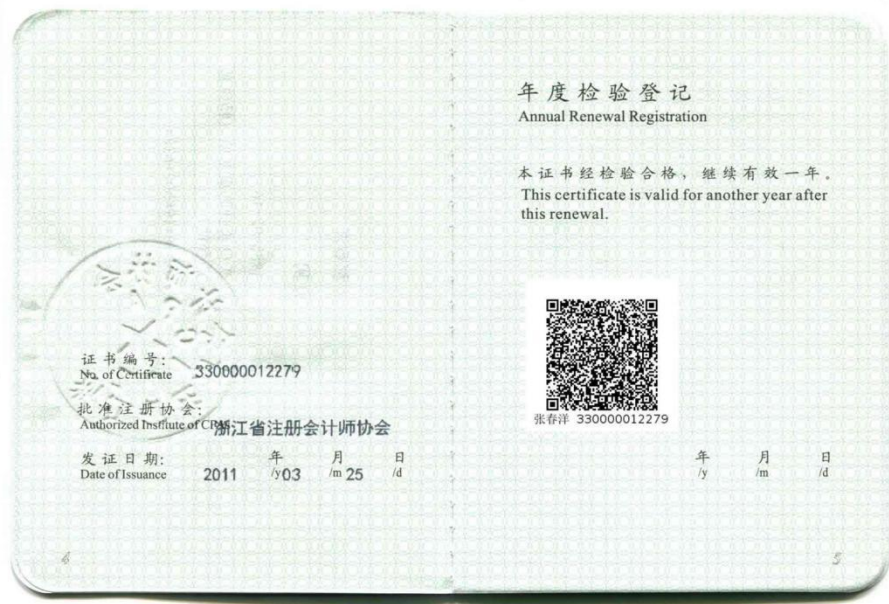 证书编号:
No. of Certificate 330000012279
批准注册协会:
Authorized Institute of CPAs 浙江省注册会计师协会
发证日期: 年 月 日
Date of Issuance 2011 /y 03 /m 25 /d
年度检验登记
Annual Renewal Registration
本证书经检验合格，继续有效一年。
This certificate is valid for another year after
this renewal.
张春洋 330000012279
年 月 日
/y /m /d
5